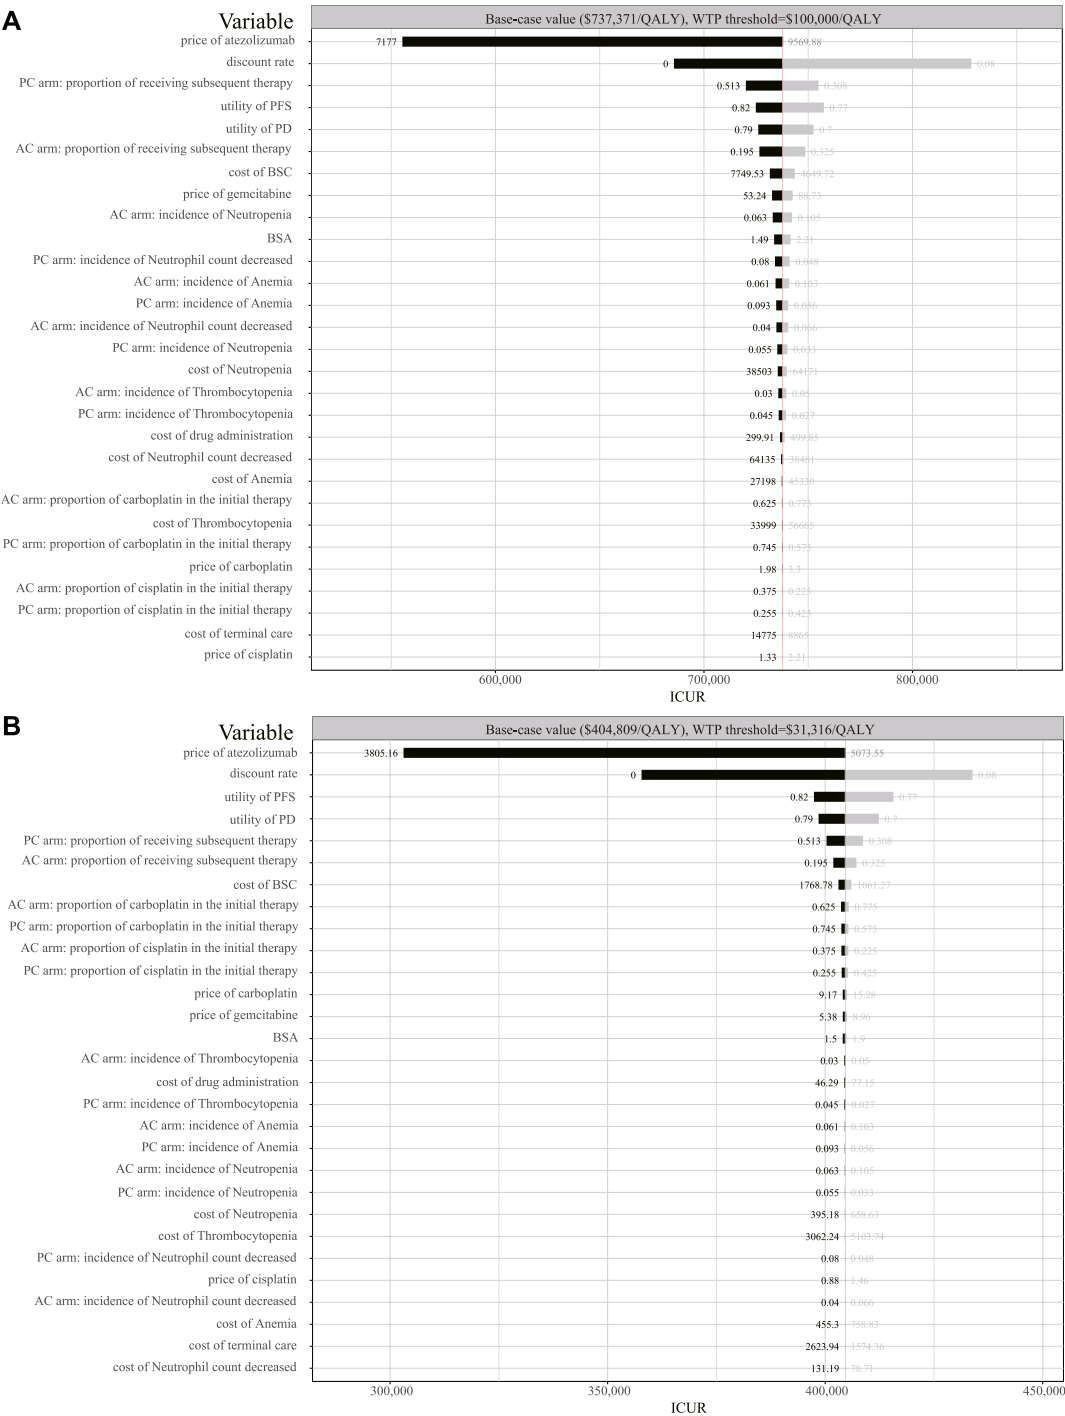 A
Variable
Base-case value ($737,371/QALY), WTP threshold=$100,000/QALY
price of atezolizumab 7177 9569.88
discount rate 0 0.08
PC arm: proportion of receiving subsequent therapy 0.513 0.308
utility of PFS 0.82 0.77
utility of PD 0.79 0.7
AC arm: proportion of receiving subsequent therapy 0.195 0.325
cost of BSC 7749.53 4649.72
price of gemcitabine 53.24 88.73
AC arm: incidence of Neutropenia 0.063 0.105
BSA 1.49 2.21
PC arm: incidence of Neutrophil count decreased 0.08 0.048
AC arm: incidence of Anemia 0.061 0.103
PC arm: incidence of Anemia 0.093 0.056
AC arm: incidence of Neutrophil count decreased 0.04 0.066
PC arm: incidence of Neutropenia 0.055 0.033
cost of Neutropenia 38503 64171
AC arm: incidence of Thrombocytopenia 0.03 0.05
PC arm: incidence of Thrombocytopenia 0.045 0.027
cost of drug administration 299.91 499.85
cost of Neutrophil count decreased 64135 38481
cost of Anemia 27198 45330
AC arm: proportion of carboplatin in the initial therapy 0.625 0.775
cost of Thrombocytopenia 33999 56665
PC arm: proportion of carboplatin in the initial therapy 0.745 0.575
price of carboplatin 1.98 3.3
AC arm: proportion of cisplatin in the initial therapy 0.375 0.225
PC arm: proportion of cisplatin in the initial therapy 0.255 0.425
cost of terminal care 14775 8865
price of cisplatin 1.33 2.21
600,000 700,000 800,000
ICUR
B
Variable
Base-case value ($404,809/QALY), WTP threshold=$31,316/QALY
price of atezolizumab 3805.16 5073.55
discount rate 0 0.08
utility of PFS 0.82 0.77
utility of PD 0.79 0.7
PC arm: proportion of receiving subsequent therapy 0.513 0.308
AC arm: proportion of receiving subsequent therapy 0.195 0.325
cost of BSC 1768.78 1061.27
AC arm: proportion of carboplatin in the initial therapy 0.625 0.775
PC arm: proportion of carboplatin in the initial therapy 0.745 0.575
AC arm: proportion of cisplatin in the initial therapy 0.375 0.225
PC arm: proportion of cisplatin in the initial therapy 0.255 0.425
price of carboplatin 9.17 15.28
price of gemcitabine 5.38 8.96
BSA 1.5 1.9
AC arm: incidence of Thrombocytopenia 0.03 0.05
cost of drug administration 46.29 77.15
PC arm: incidence of Thrombocytopenia 0.045 0.027
AC arm: incidence of Anemia 0.061 0.103
PC arm: incidence of Anemia 0.093 0.056
AC arm: incidence of Neutropenia 0.063 0.105
PC arm: incidence of Neutropenia 0.055 0.033
cost of Neutropenia 395.18 658.63
cost of Thrombocytopenia 3062.24 5103.74
PC arm: incidence of Neutrophil count decreased 0.08 0.048
price of cisplatin 0.88 1.46
AC arm: incidence of Neutrophil count decreased 0.04 0.066
cost of Anemia 455.3 758.83
cost of terminal care 2623.94 1574.36
cost of Neutrophil count decreased 131.19 78.71
300,000 350,000 400,000 450,000
ICUR